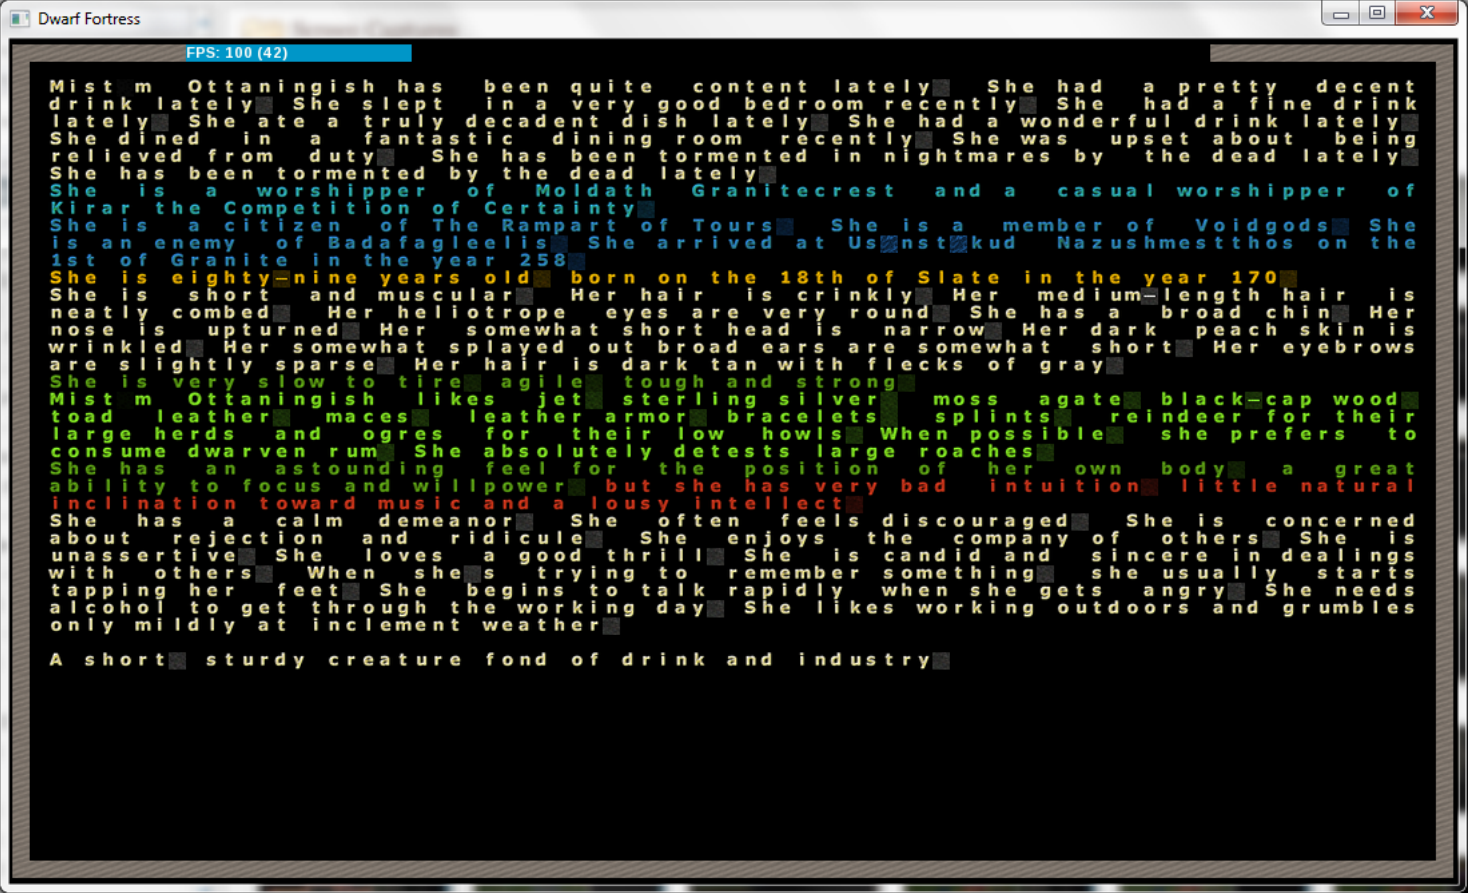 Dwarf Fortress
FPS: 100 (42)
Mist m Ottaningish has been quite content lately She had a pretty decent
drink lately She slept in a very good bedroom recently She had a fine drink
lately She ate a truly decadent dish lately She had a wonderful drink lately
She dined in a fantastic dining room recently She was upset about being
relieved from duty She has been tormented in nightmares by the dead lately
She has been tormented by the dead lately
She is a worshipper of Moldath Granitecrest and a casual worshipper of
Kirar the Competition of Certainty
She is a citizen of The Rampart of Tours She is a member of Voidgods She
is an enemy of Badafagleelis She arrived at Us nst kud Nazushmestthos on the
1st of Granite in the year 258
She is eighty-nine years old born on the 18th of Slate in the year 170
She is short and muscular Her hair is crinkly Her medium-length hair is
neatly combed Her heliotrope eyes are very round She has a broad chin Her
nose is upturned Her somewhat short head is narrow Her dark peach skin is
wrinkled Her somewhat splayed out broad ears are somewhat short Her eyebrows
are slightly sparse Her hair is dark tan with flecks of gray
She is very slow to tire agile tough and strong
Mist m Ottaningish likes jet sterling silver moss agate black-cap wood
toad leather maces leather armor bracelets splints reindeer for their
large herds and ogres for their low howls When possible she prefers to
consume dwarven rum She absolutely detests large roaches
She has an astounding feel for the position of her own body a great
ability to focus and willpower but she has very bad intuition little natural
inclination toward music and a lousy intellect
She has a calm demeanor She often feels discouraged She is concerned
about rejection and ridicule She enjoys the company of others She is
unassertive She loves a good thrill She is candid and sincere in dealings
with others When she s trying to remember something she usually starts
tapping her feet She begins to talk rapidly when she gets angry She needs
alcohol to get through the working day She likes working outdoors and grumbles
only mildly at inclement weather
A short sturdy creature fond of drink and industry